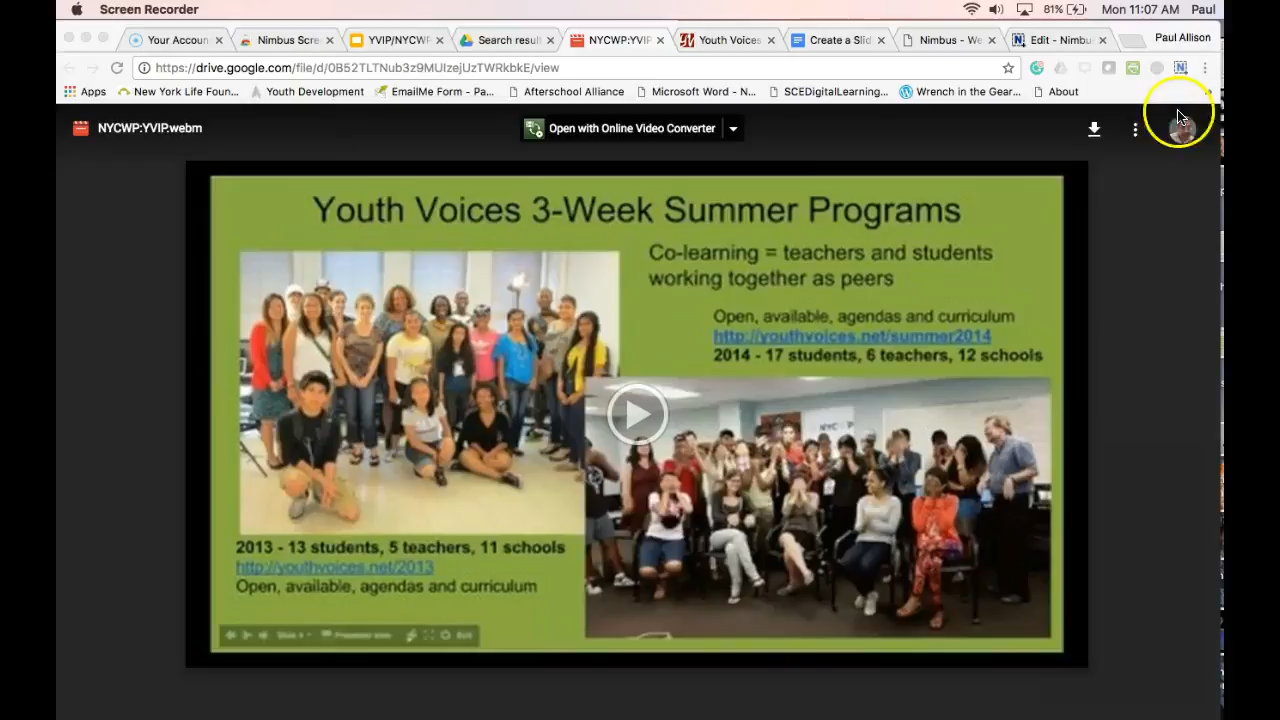 Screen Recorder
81%
Mon 11:07 AM Paul
Your Accoun
Nimbus Scre
YVIP/NYCWP
Search resul
NYCWP:YVIP
Youth Voices
Create a Slid
Nimbus - We
Edit - Nimbu
Paul Allison
https://drive.google.com/file/d/0B52TLTNub3z9MUIzejUzTWRkbkE/view
Apps
New York Live Foun...
Youth Development
EmailMe Form - Pa...
Afterschool Alliance
Microsoft Word - N...
SCEDigitalLearning...
Wrench in the Gear...
About
NYCWP:YVIP.webm
Open with Online Video Converter
Youth Voices 3-Week Summer Programs
Co-learning = teachers and students
working together as peers
Open, available, agendas and curriculum
http://youthvoices.net/summer2014
2014 - 17 students, 6 teachers, 12 schools
2013 - 13 students, 5 teachers, 11 schools
http://youthvoices.net/2013
Open, available, agendas and curriculum